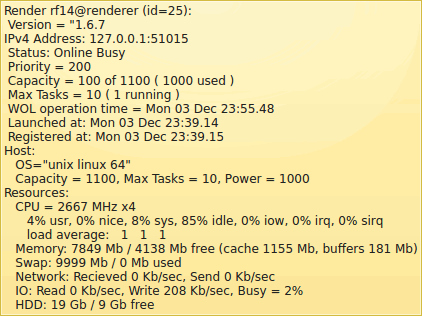 Render rf14@renderer (id=25):
Version = "1.6.7
IPv4 Address: 127.0.0.1:51015
Status: Online Busy
Priority = 200
Capacity = 100 of 1100 ( 1000 used )
Max Tasks = 10 ( 1 running )
WOL operation time = Mon 03 Dec 23:55.48
Launched at: Mon 03 Dec 23:39.14
Registered at: Mon 03 Dec 23:39.15
Host:
OS="unix linux 64"
Capacity = 1100, Max Tasks = 10, Power = 1000
Resources:
CPU = 2667 MHz x4
4% usr, 0% nice, 8% sys, 85% idle, 0% iow, 0% irq, 0% sirq
load average: 1 1 1
Memory: 7849 Mb / 4138 Mb free (cache 1155 Mb, buffers 181 Mb)
Swap: 9999 Mb / 0 Mb used
Network: Recieved 0 Kb/sec, Send 0 Kb/sec
IO: Read 0 Kb/sec, Write 208 Kb/sec, Busy = 2%
HDD: 19 Gb / 9 Gb free